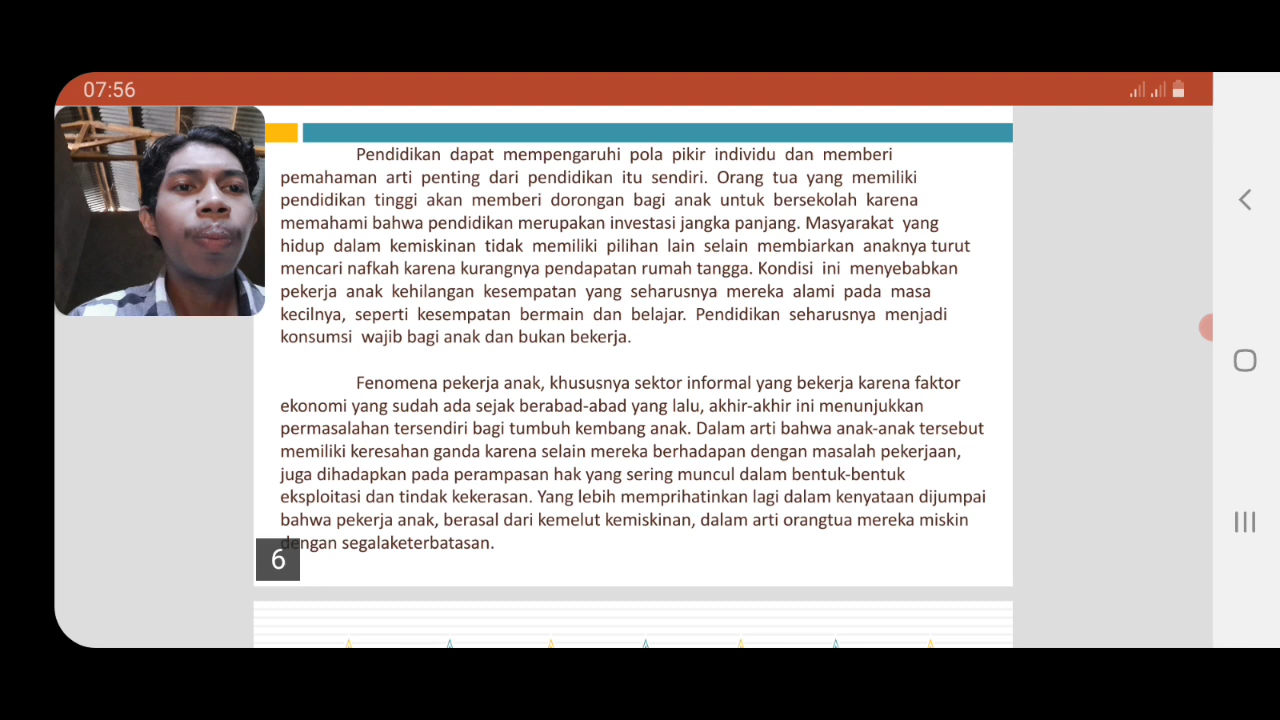 07:56
Pendidikan dapat mempengaruhi pola pikir individu dan memberi
pemahaman arti penting dari pendidikan itu sendiri. Orang tua yang memiliki
pendidikan tinggi akan memberi dorongan bagi anak untuk bersekolah karena
memahami bahwa pendidikan merupakan investasi jangka panjang. Masyarakat yang
hidup dalam kemiskinan tidak memiliki pilihan lain selain membiarkan anaknya turut
mencari nafkah karena kurangnya pendapatan rumah tangga. Kondisi ini menyebabkan
pekerja anak kehilangan kesempatan yang seharusnya mereka alami pada masa
kecilnya, seperti kesempatan bermain dan belajar. Pendidikan seharusnya menjadi
konsumsi wajib bagi anak dan bukan bekerja.
Fenomena pekerja anak, khususnya sektor informal yang bekerja karena faktor
ekonomi yang sudah ada sejak berabad-abad yang lalu, akhir-akhir ini menunjukkan
permasalahan tersendiri bagi tumbuh kembang anak. Dalam arti bahwa anak-anak tersebut
memiliki keresahan ganda karena selain mereka berhadapan dengan masalah pekerjaan,
juga dihadapkan pada perampasan hak yang sering muncul dalam bentuk-bentuk
eksploitasi dan tindak kekerasan. Yang lebih memprihatinkan lagi dalam kenyataan dijumpai
bahwa pekerja anak, berasal dari kemelut kemiskinan, dalam arti orangtua mereka miskin
dengan segalaketerbatasan.
6